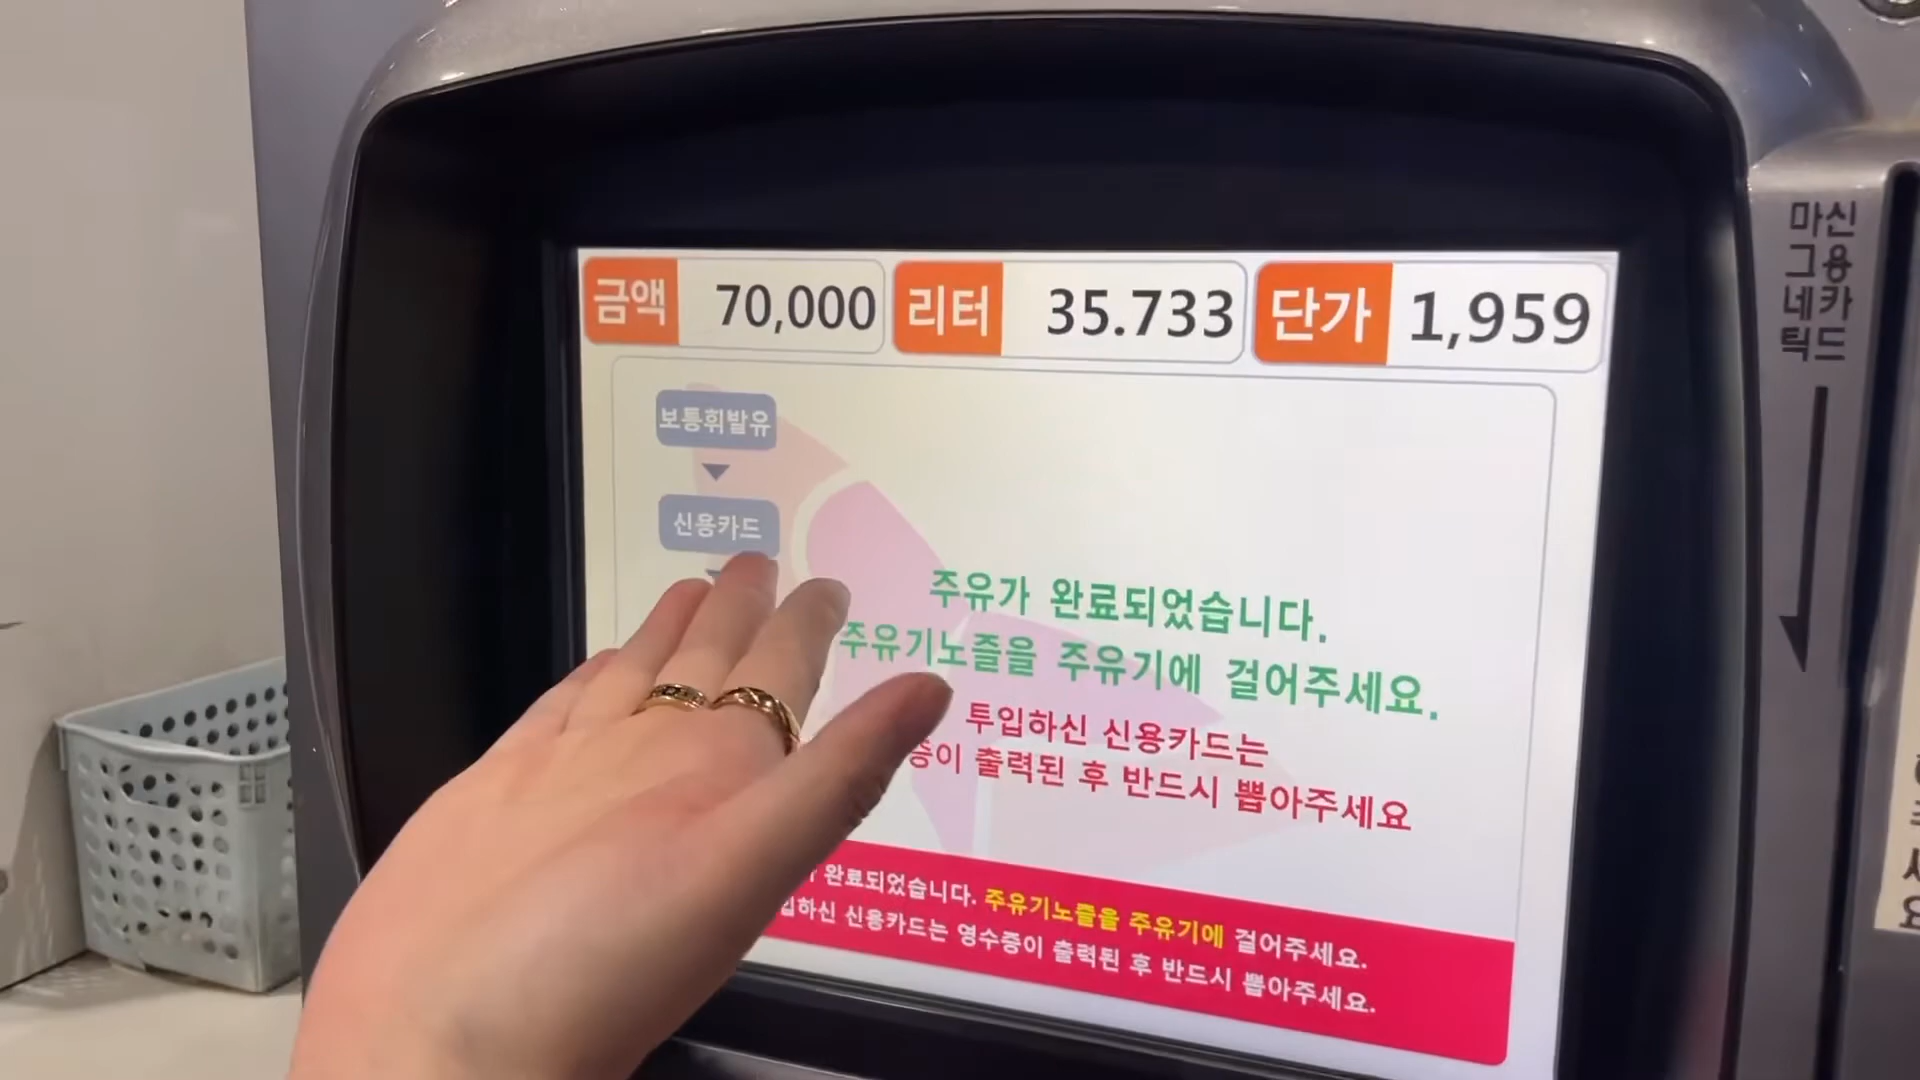 금액 70,000 리터 35.733 단가 1,959
보통휘발유
신용카드
주유가 완료되었습니다.
주유기노즐을 주유기에 걸어주세요.
투입하신 신용카드는
증이 출력된 후 반드시 뽑아주세요
완료되었습니다. 주유기노즐을 주유기에 걸어주세요.
입하신 신용카드는 영수증이 출력된 후 반드시 뽑아주세요.
마그네틱
신용카드